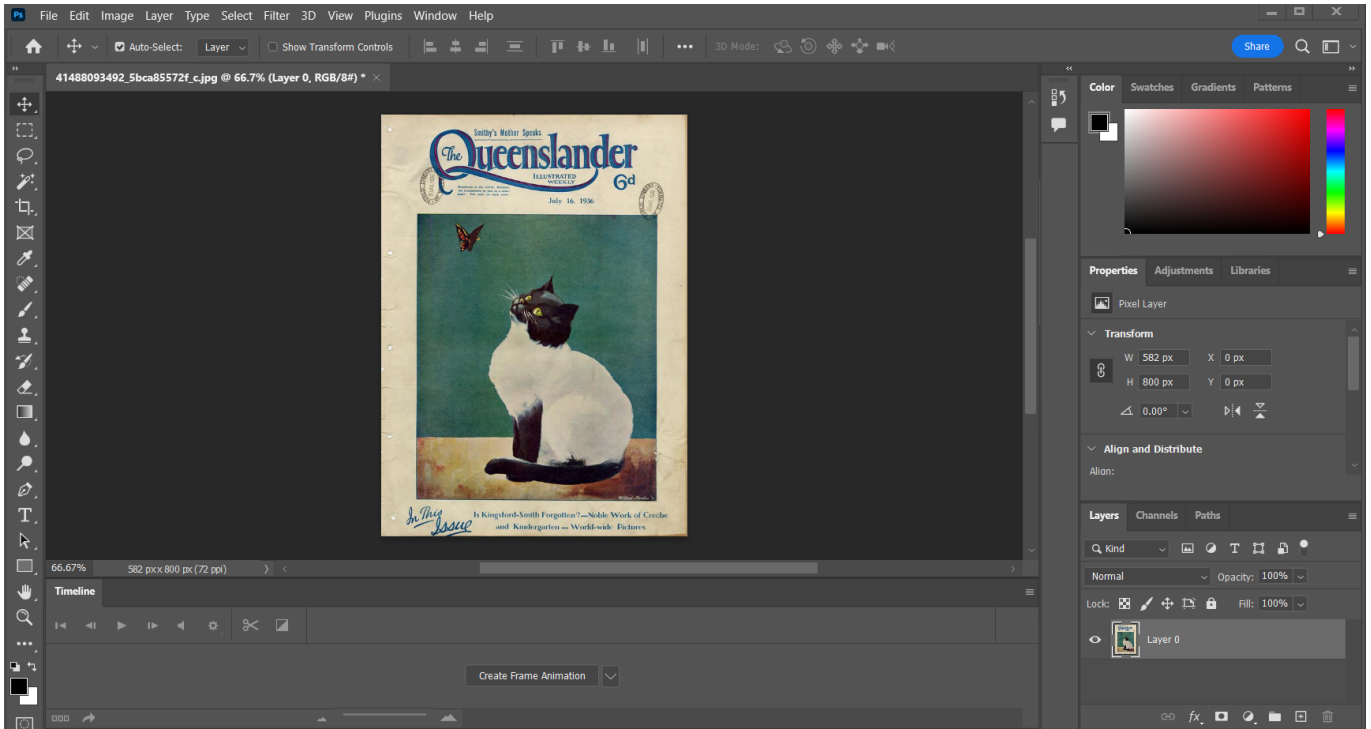 Ps File Edit Image Layer Type Select Filter 3D View Plugins Window Help
Auto-Select: Layer Show Transform Controls ••• 3D Mode: Share
41488093492_5bca85572f_c.jpg @ 66.7% (Layer 0, RGB/8#) * ×
Smithy's Mother Speaks
The Queenslander
ILLUSTRATED
WEEKLY
6d
July 16, 1936
In This Issue
Is Kingsford-Smith Forgotten?—Noble Work of Creche
and Kindergarten — World-wide Pictures
66.67% 582 px x 800 px (72 ppi)
Timeline
Create Frame Animation
Color Swatches Gradients Patterns
Properties Adjustments Libraries
Pixel Layer
Transform
W 582 px X 0 px
H 800 px Y 0 px
0.00°
Align and Distribute
Align:
Layers Channels Paths
Kind
Normal Opacity: 100%
Lock: Fill: 100%
Layer 0
fx